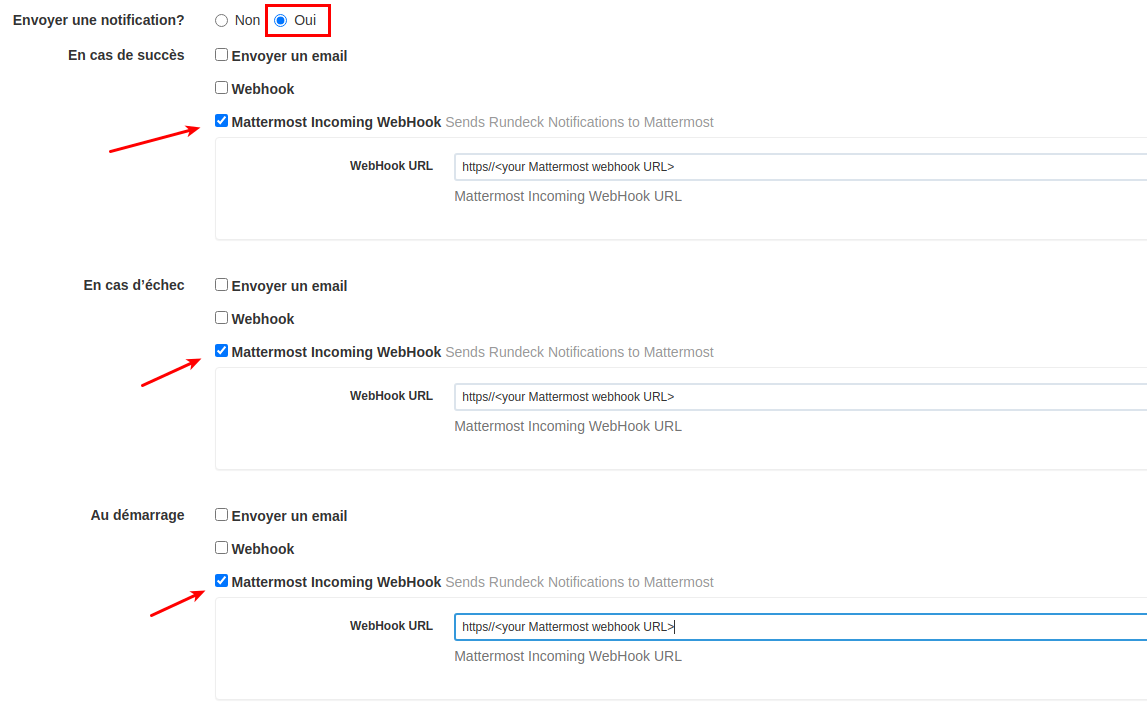 Envoyer une notification? Non Oui
En cas de succès Envoyer un email
Webhook
Mattermost Incoming WebHook Sends Rundeck Notifications to Mattermost
WebHook URL https//<your Mattermost webhook URL>
Mattermost Incoming WebHook URL
En cas d’échec Envoyer un email
Webhook
Mattermost Incoming WebHook Sends Rundeck Notifications to Mattermost
WebHook URL https//<your Mattermost webhook URL>
Mattermost Incoming WebHook URL
Au démarrage Envoyer un email
Webhook
Mattermost Incoming WebHook Sends Rundeck Notifications to Mattermost
WebHook URL https//<your Mattermost webhook URL>
Mattermost Incoming WebHook URL